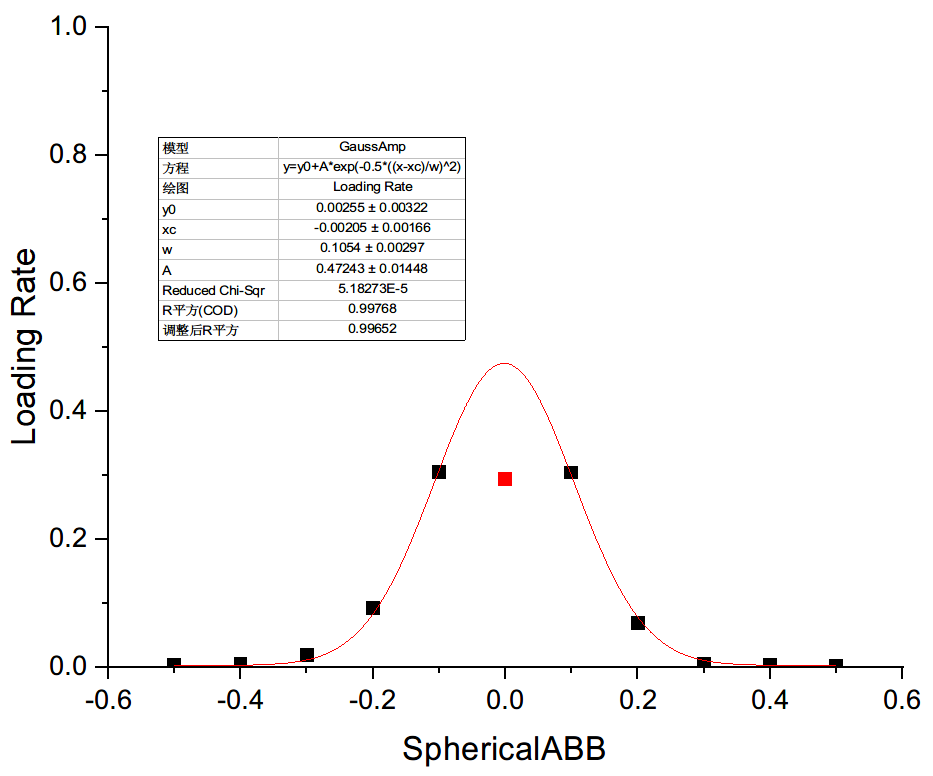 1.0
0.8
0.6
0.4
0.2
0.0
Loading Rate
模型 GaussAmp
方程 y=y0+A*exp(-0.5*((x-xc)/w)^2)
绘图 Loading Rate
y0 0.00255 ± 0.00322
xc -0.00205 ± 0.00166
w 0.1054 ± 0.00297
A 0.47243 ± 0.01448
Reduced Chi-Sqr 5.18273E-5
R平方(COD) 0.99768
调整后R平方 0.99652
-0.6 -0.4 -0.2 0.0 0.2 0.4 0.6
SphericalABB